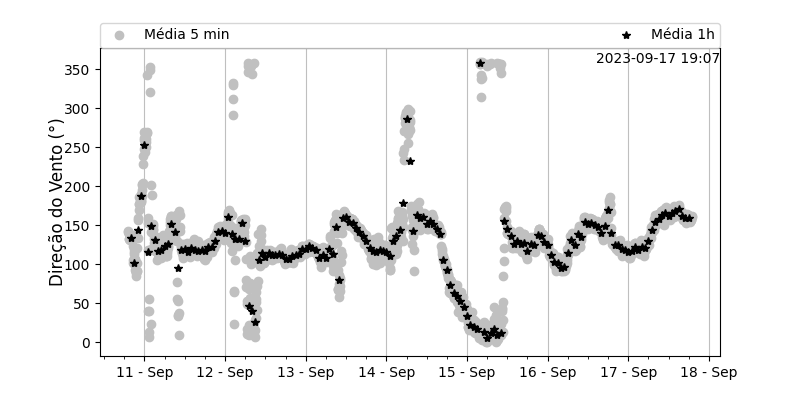 Média 5 min
Média 1h
2023-09-17 19:07
Direção do Vento (°)
350
300
250
200
150
100
50
0
11 - Sep
12 - Sep
13 - Sep
14 - Sep
15 - Sep
16 - Sep
17 - Sep
18 - Sep